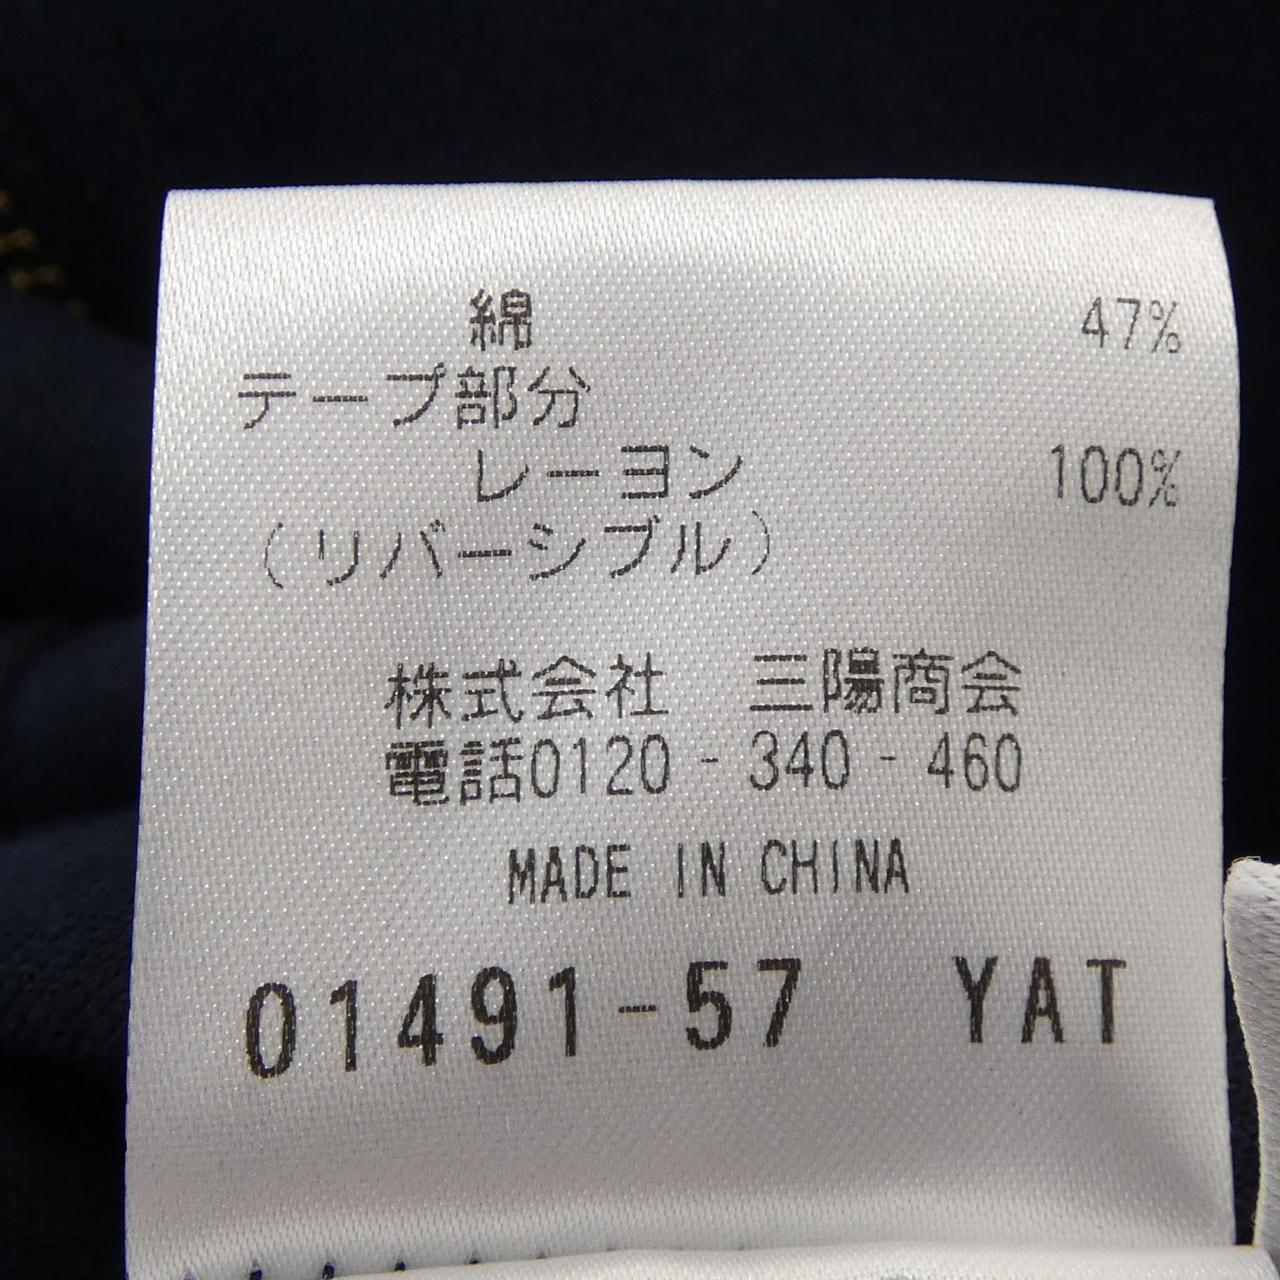 綿 47%
テープ部分
レーヨン 100%
(リバーシブル)
株式会社 三陽商会
電話0120-340-460
MADE IN CHINA
01491-57 YAT